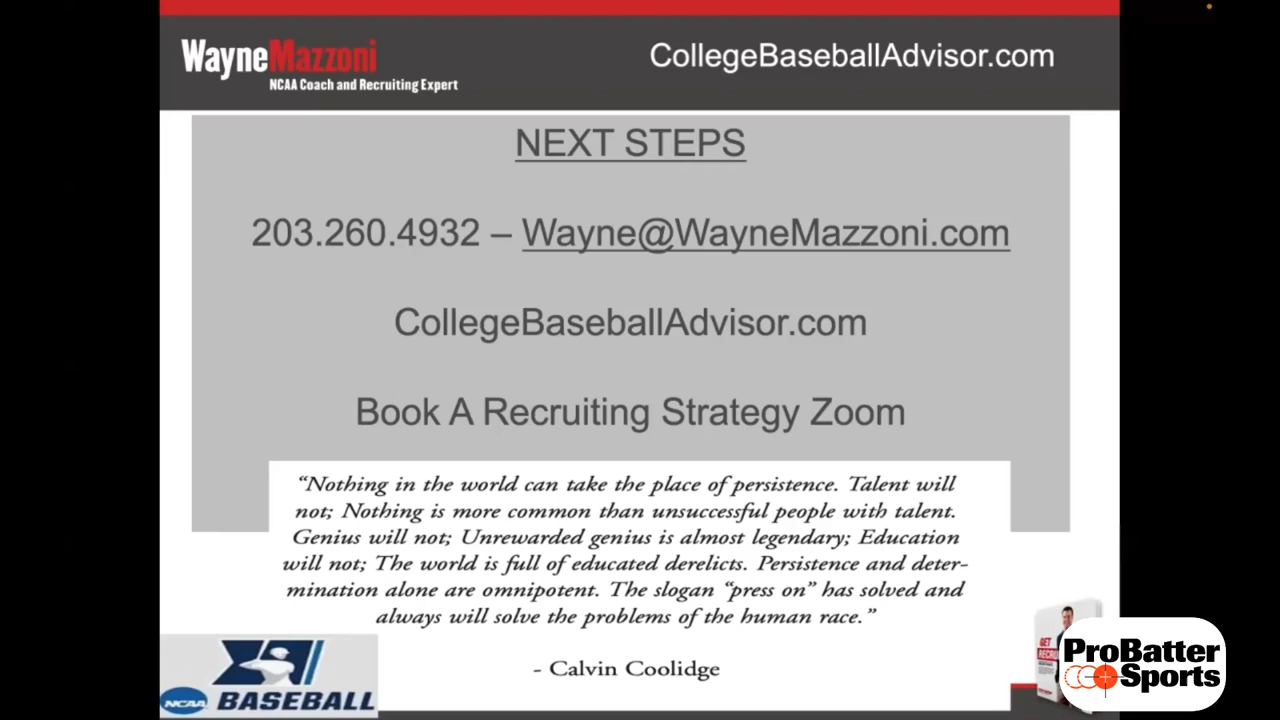 WayneMazzoni
NCAA Coach and Recruiting Expert
CollegeBaseballAdvisor.com
NEXT STEPS
203.260.4932 – Wayne@WayneMazzoni.com
CollegeBaseballAdvisor.com
Book A Recruiting Strategy Zoom
“Nothing in the world can take the place of persistence. Talent will
not; Nothing is more common than unsuccessful people with talent.
Genius will not; Unrewarded genius is almost legendary; Education
will not; The world is full of educated derelicts. Persistence and deter-
mination alone are omnipotent. The slogan “press on” has solved and
always will solve the problems of the human race.”
- Calvin Coolidge
NCAA BASEBALL
GET
ProBatter
Sports